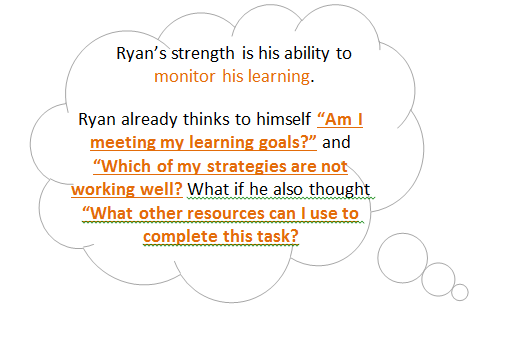 Ryan’s strength is his ability to
monitor his learning.
Ryan already thinks to himself “Am I
meeting my learning goals?” and
“Which of my strategies are not
working well? What if he also thought
“What other resources can I use to
complete this task?